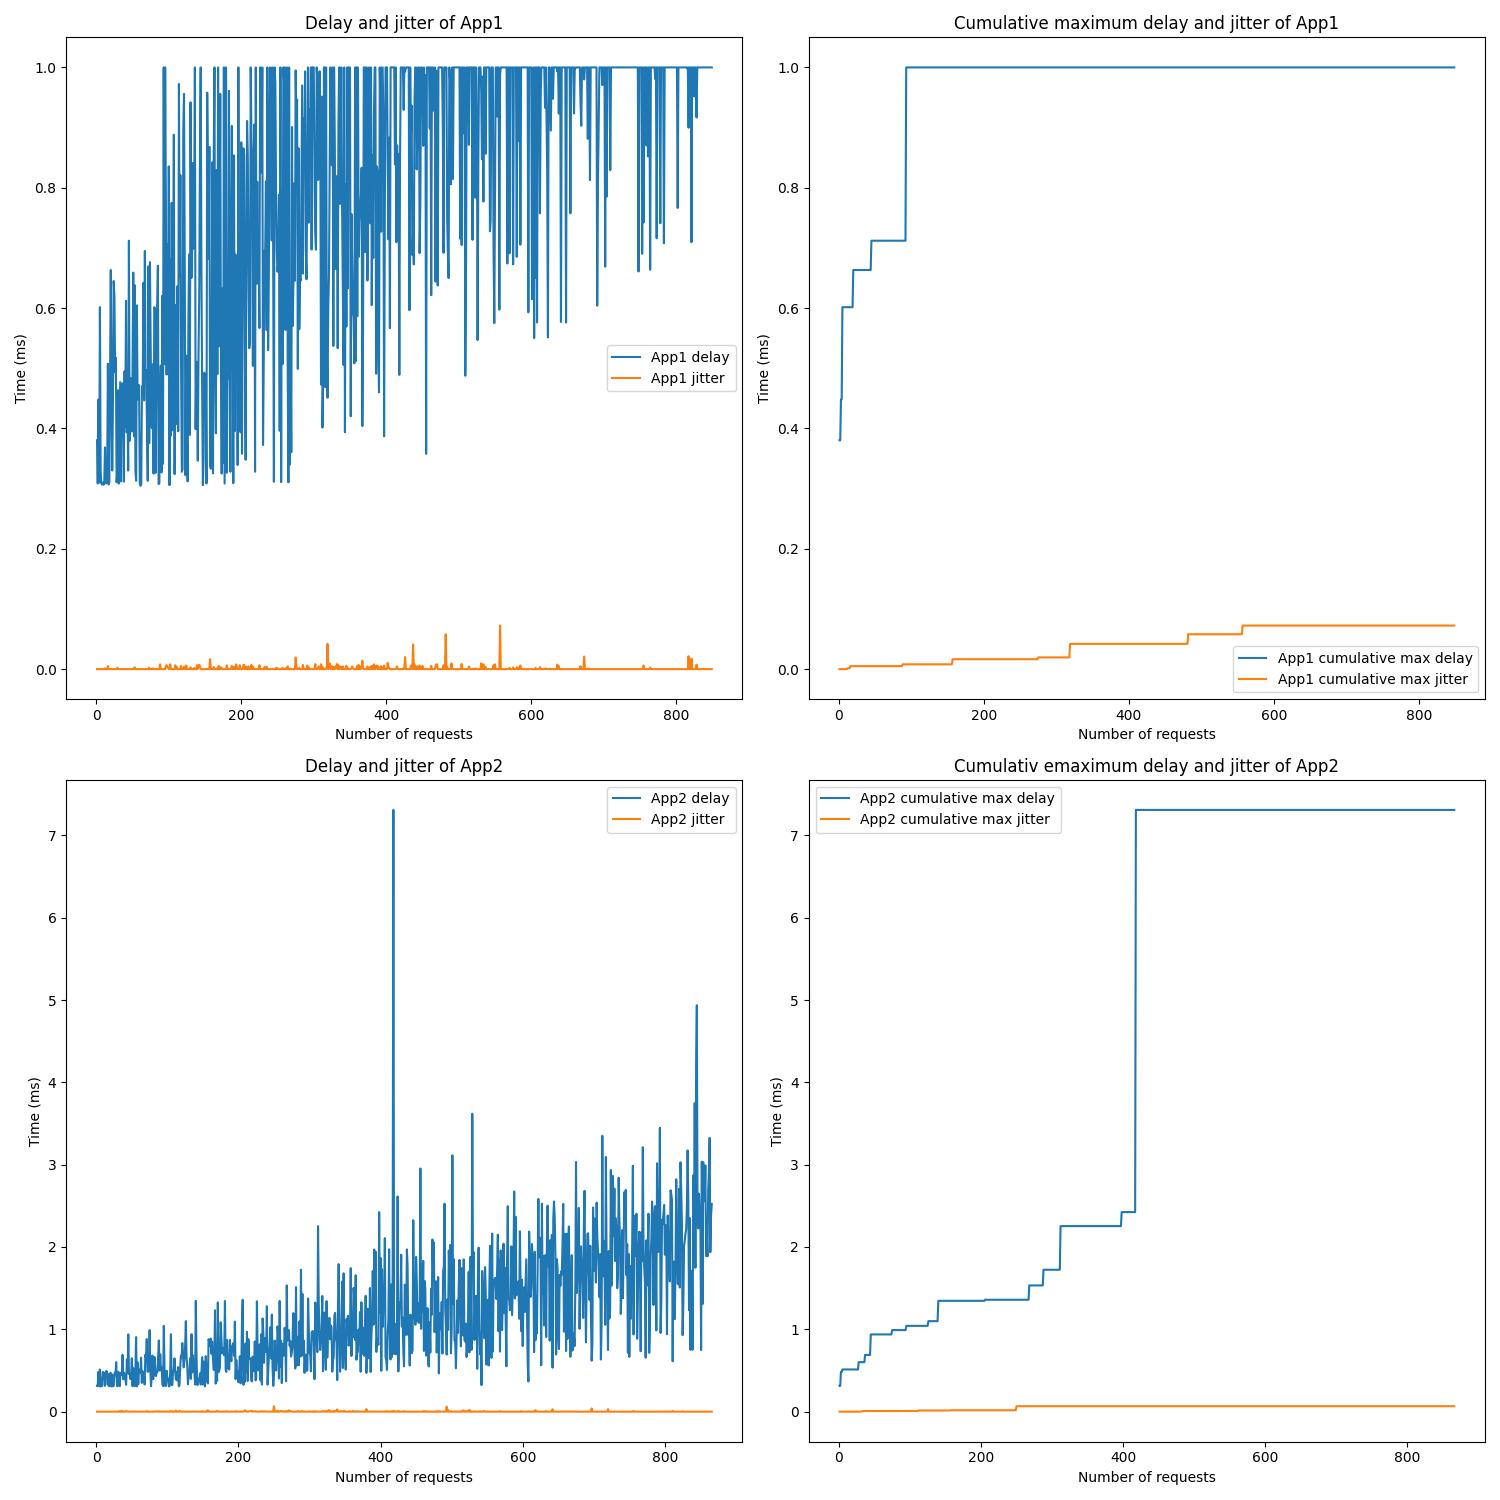 Delay and jitter of App1
1.0
0.8
0.6
0.4
0.2
0.0
Time (ms)
App1 delay
App1 jitter
0 200 400 600 800
Number of requests
Cumulative maximum delay and jitter of App1
1.0
0.8
0.6
0.4
0.2
0.0
Time (ms)
App1 cumulative max delay
App1 cumulative max jitter
0 200 400 600 800
Number of requests
Delay and jitter of App2
App2 delay
App2 jitter
7
6
5
4
3
2
1
0
Time (ms)
0 200 400 600 800
Number of requests
Cumulativ emaximum delay and jitter of App2
App2 cumulative max delay
App2 cumulative max jitter
7
6
5
4
3
2
1
0
Time (ms)
0 200 400 600 800
Number of requests